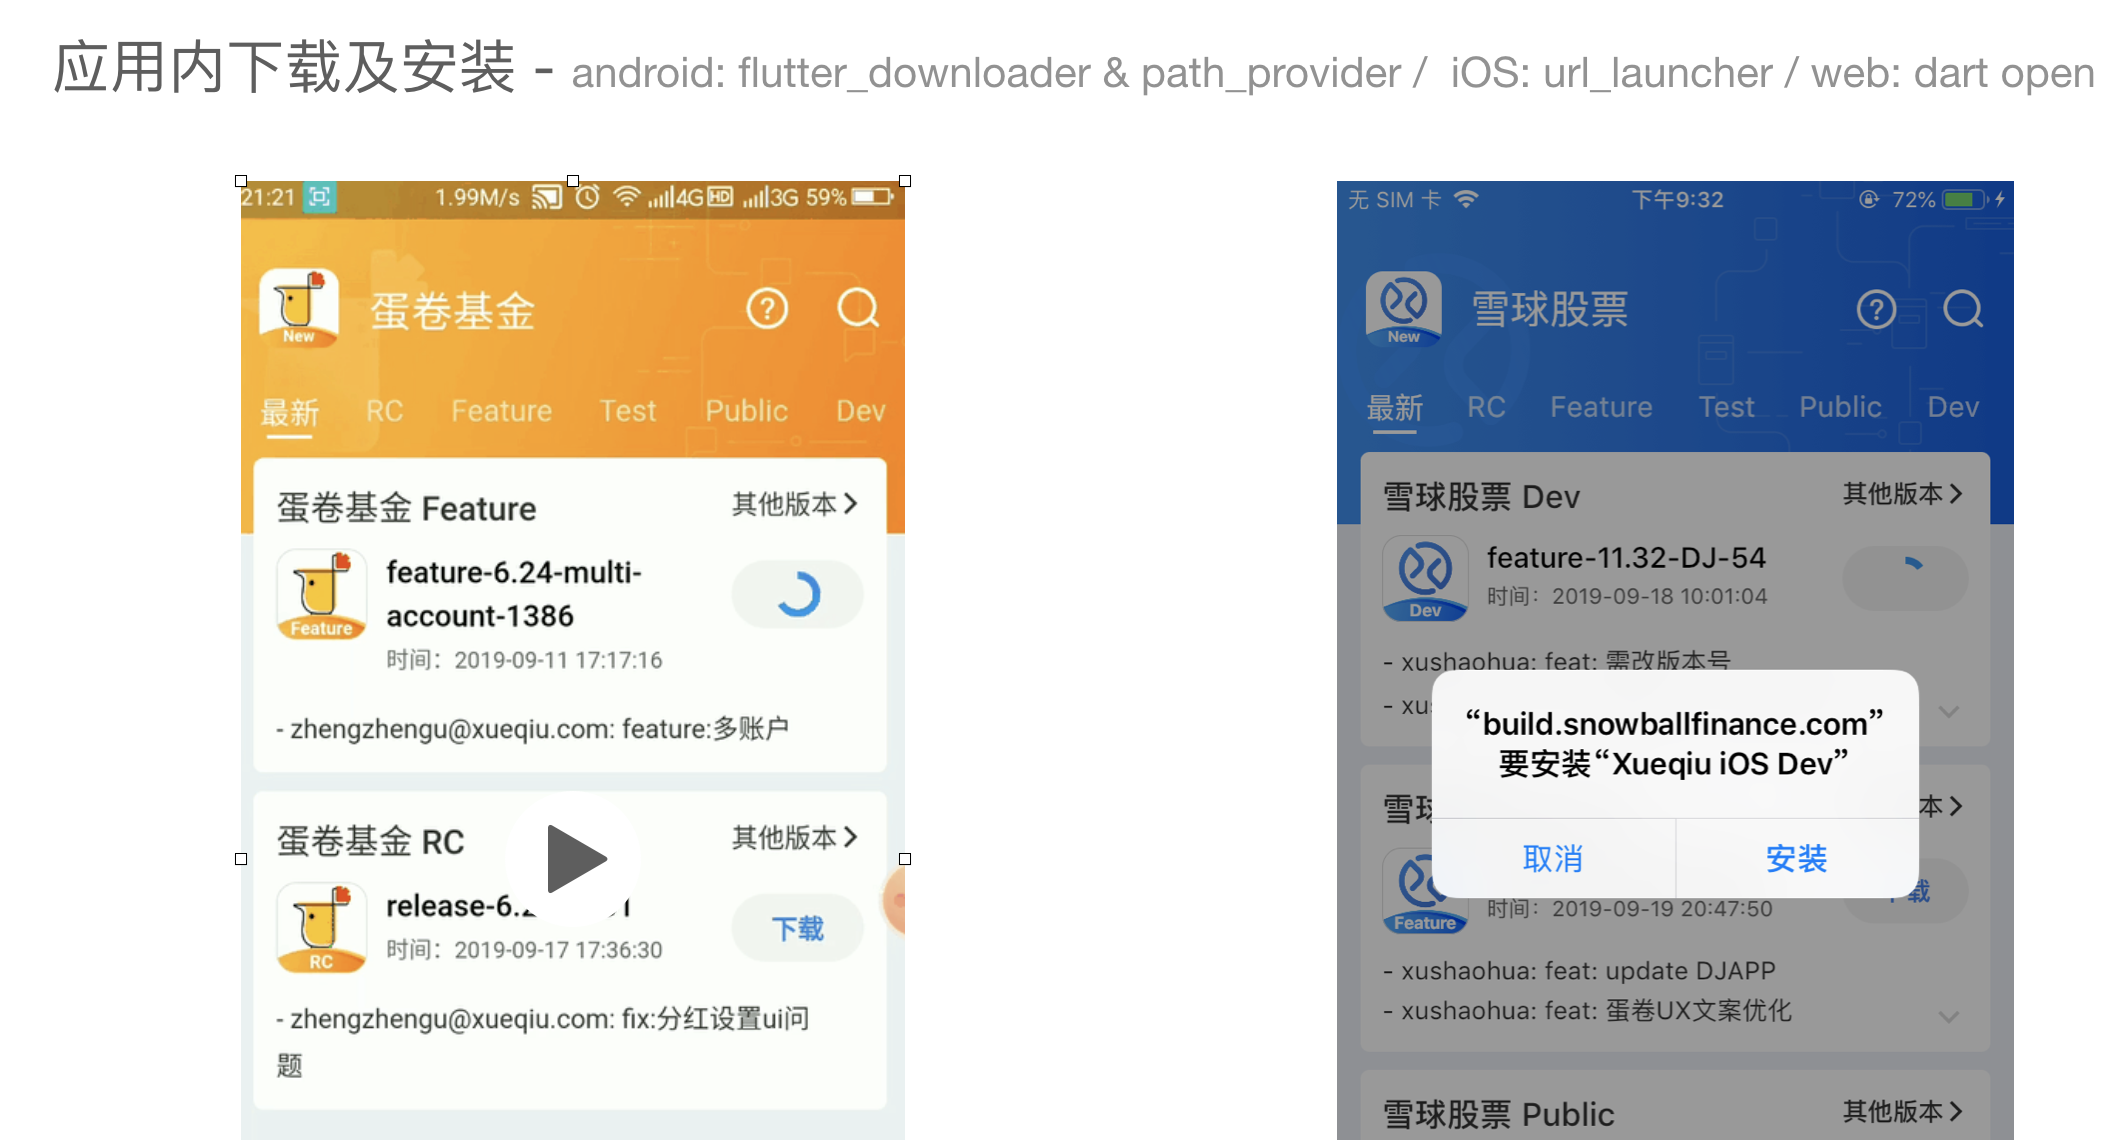 应用内下载及安装 - android: flutter_downloader & path_provider / iOS: url_launcher / web: dart open
21:21 1.99M/s 4G HD 3G 59%
蛋卷基金
New
最新 RC Feature Test Public Dev
蛋卷基金 Feature 其他版本
feature-6.24-multi-
account-1386
Feature
时间：2019-09-11 17:17:16
- zhengzhengu@xueqiu.com: feature:多账户
蛋卷基金 RC 其他版本
release-6.
下载
RC
时间：2019-09-17 17:36:30
- zhengzhengu@xueqiu.com: fix:分红设置ui问
题
无 SIM 卡 下午9:32 72%
雪球股票
New
最新 RC Feature Test Public Dev
雪球股票 Dev 其他版本
feature-11.32-DJ-54
时间：2019-09-18 10:01:04
Dev
- xushaohua: feat: 需改版本号
- xu
“build.snowballfinance.com”
要安装“Xueqiu iOS Dev”
取消 安装
雪 本
载
时间：2019-09-19 20:47:50
Feature
- xushaohua: feat: update DJAPP
- xushaohua: feat: 蛋卷UX文案优化
雪球股票 Public 其他版本